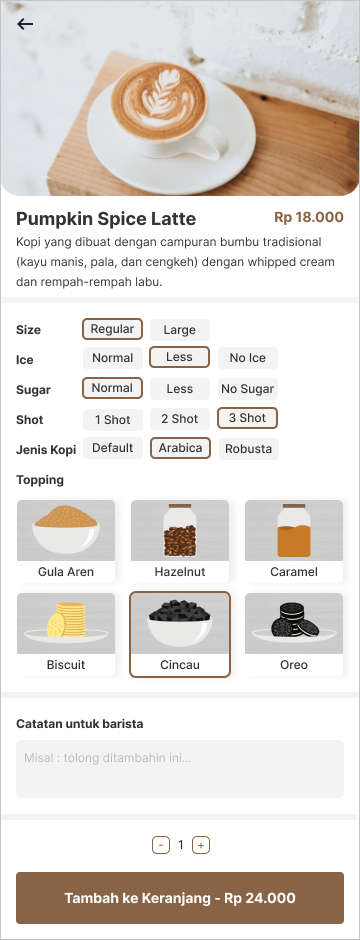 Pumpkin Spice Latte Rp 18.000
Kopi yang dibuat dengan campuran bumbu tradisional
(kayu manis, pala, dan cengkeh) dengan whipped cream
dan rempah-rempah labu.
Size Regular Large
Ice Normal Less No Ice
Sugar Normal Less No Sugar
Shot 1 Shot 2 Shot 3 Shot
Jenis Kopi Default Arabica Robusta
Topping
Gula Aren Hazelnut Caramel
Biscuit Cincau Oreo
Catatan untuk barista
Misal : tolong ditambahin ini...
- 1 +
Tambah ke Keranjang - Rp 24.000